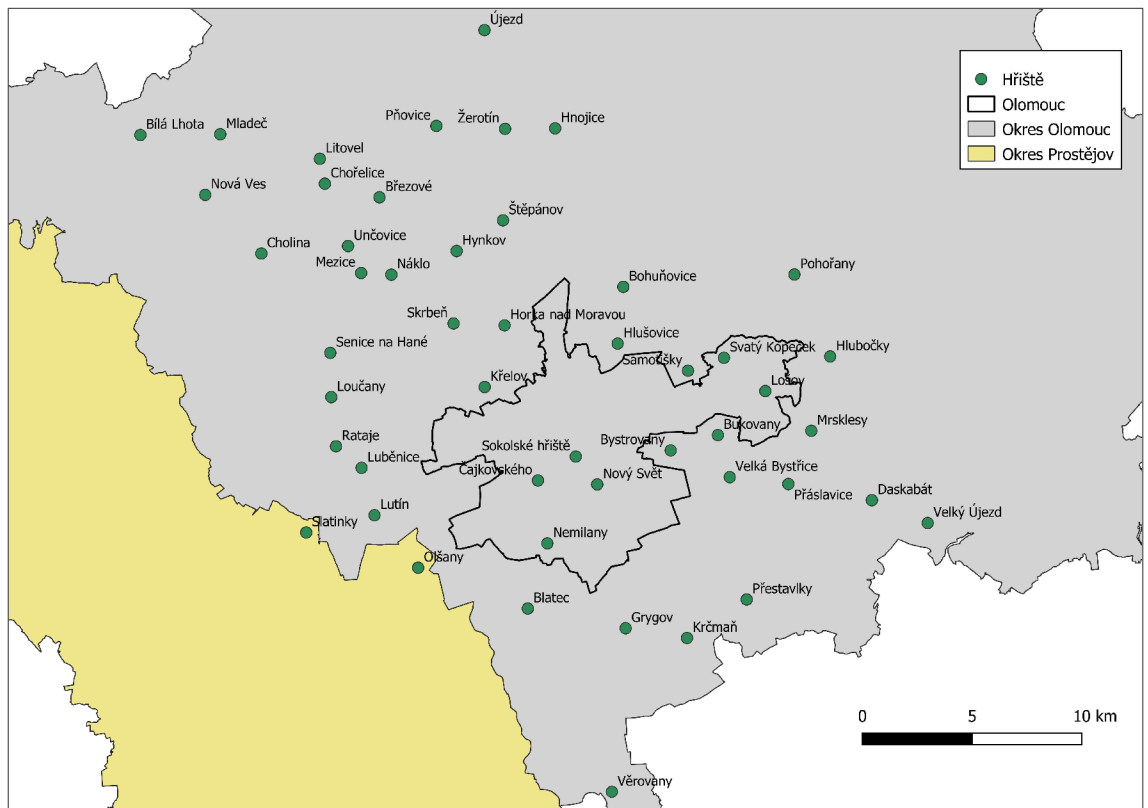 Újezd
Hřiště
Olomouc
Okres Olomouc
Okres Prostějov
Bílá Lhota
Mladeč
Pňovice
Žerotín
Hnojice
Litovel
Chořelice
Nová Ves
Březové
Štěpánov
Cholina
Unčovice
Hynkov
Mezice
Náklo
Bohuňovice
Pohořany
Skrbeň
Horka nad Moravou
Hlušovice
Senice na Hané
Samotišky
Svatý Kopeček
Hlubočky
Křelov
Lošov
Loučany
Mrsklesy
Rataje
Sokolské hřiště
Bystrovany
Bukovany
Luběnice
Čajkovského
Nový Svět
Velká Bystřice
Přáslavice
Daskabát
Lutín
Velký Újezd
Slatinky
Nemilany
Olšany
Blatec
Přestavlky
Grygov
Krčmaň
0 5 10 km
Věrovany